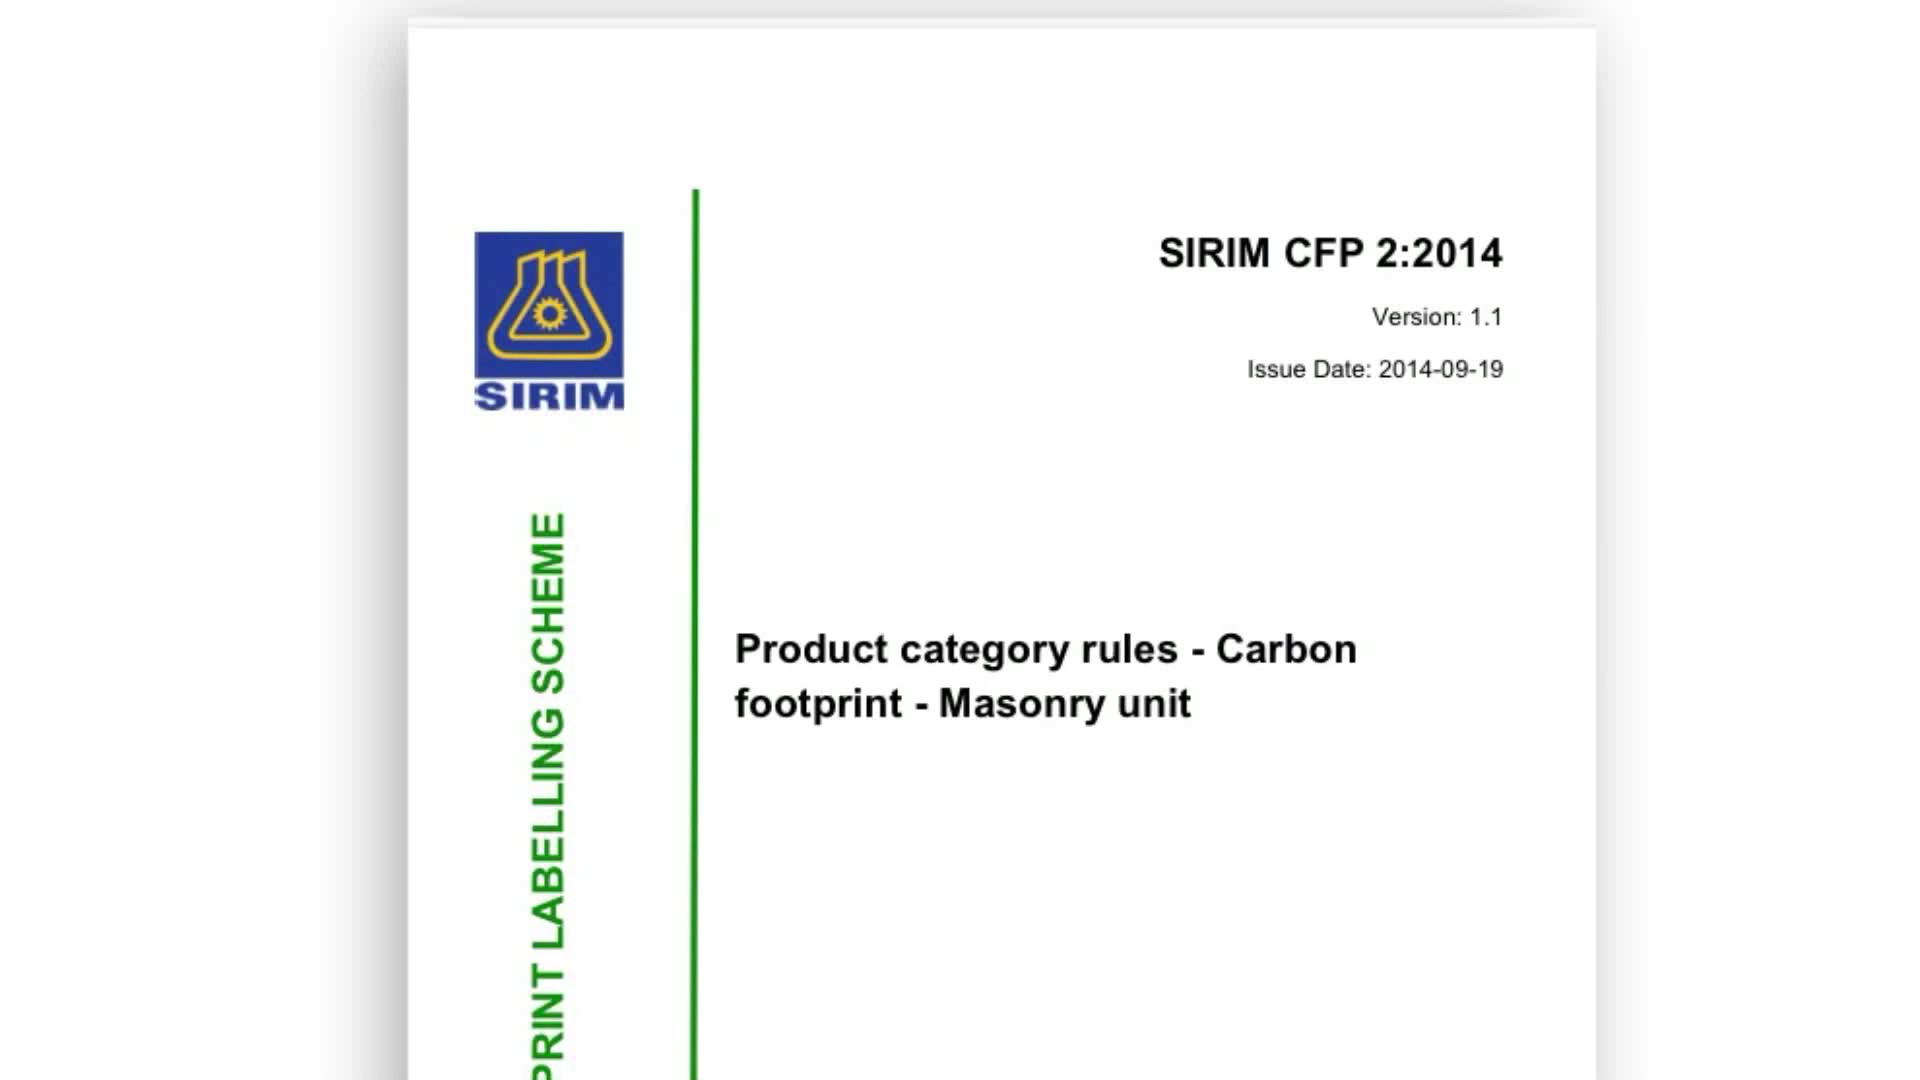 SIRIM
SIRIM CFP 2:2014
Version: 1.1
Issue Date: 2014-09-19
PRINT LABELLING SCHEME
Product category rules - Carbon
footprint - Masonry unit